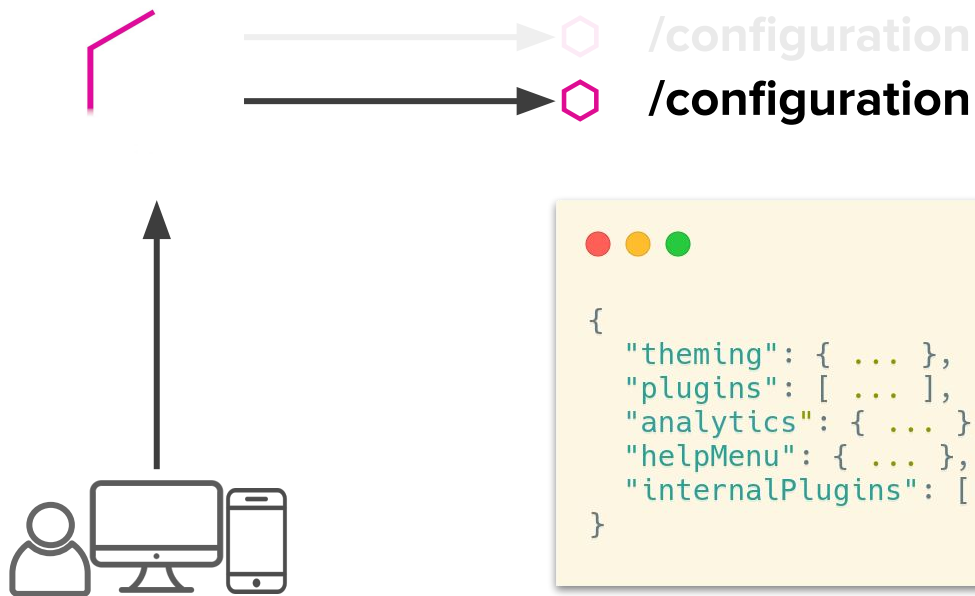 /configuration
/configuration
{
"theming": { ... },
"plugins": [ ... ],
"analytics": { ... }
"helpMenu": { ... },
"internalPlugins": [
}